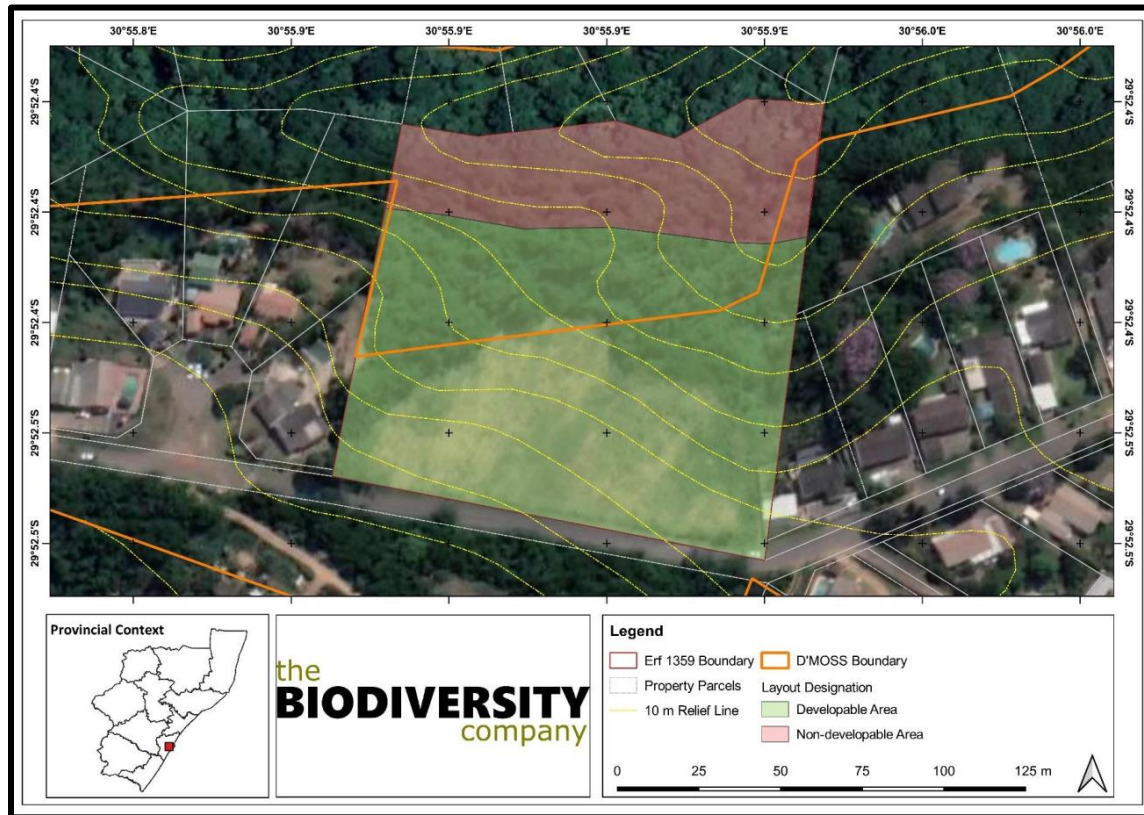 30°55.8'E 30°55.9'E 30°55.9'E 30°55.9'E 30°55.9'E 30°56.0'E 30°56.0'E
29°52.4'S 29°52.4'S
29°52.4'S 29°52.4'S
29°52.4'S 29°52.4'S
29°52.5'S 29°52.5'S
29°52.5'S 29°52.5'S
Provincial Context
the
BIODIVERSITY
company
Legend
Erf 1359 Boundary
Property Parcels
10 m Relief Line
D'MOSS Boundary
Layout Designation
Developable Area
Non-developable Area
0 25 50 75 100 125 m